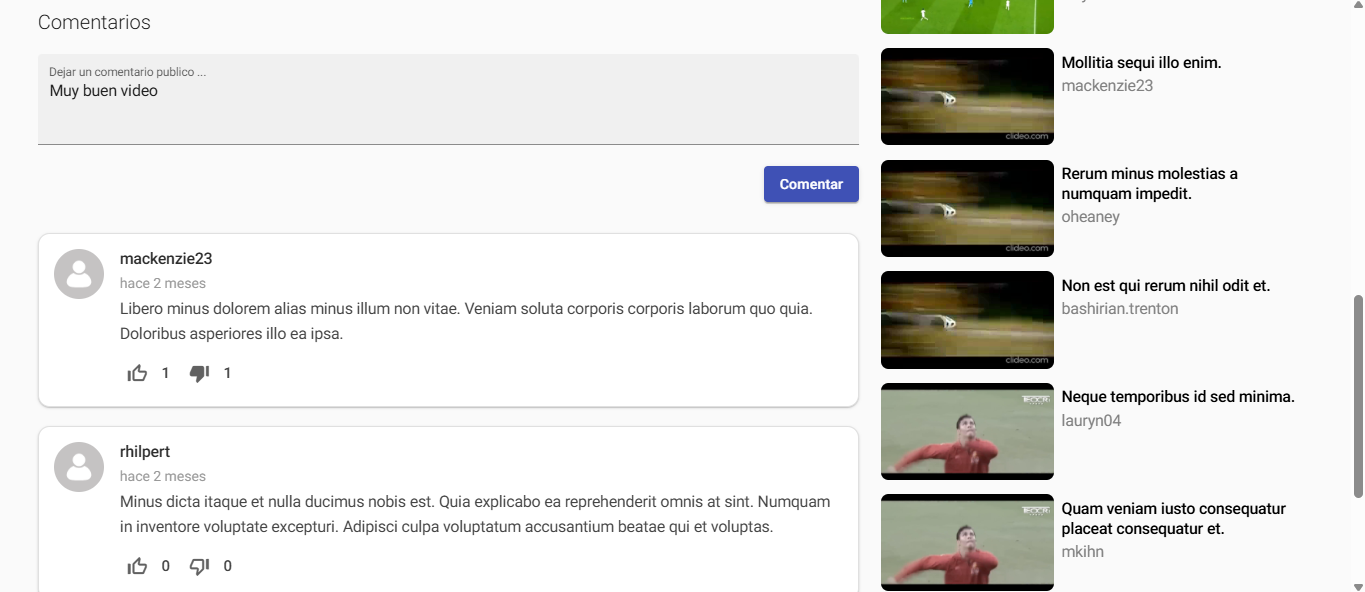 Comentarios
Dejar un comentario publico ...
Muy buen video
Comentar
mackenzie23
hace 2 meses
Libero minus dolorem alias minus illum non vitae. Veniam soluta corporis corporis laborum quo quia.
Doloribus asperiores illo ea ipsa.
1 1
rhilpert
hace 2 meses
Minus dicta itaque et nulla ducimus nobis est. Quia explicabo ea reprehenderit omnis at sint. Numquam
in inventore voluptate excepturi. Adipisci culpa voluptatum accusantium beatae qui et voluptas.
0 0
clideo.com
Mollitia sequi illo enim.
mackenzie23
clideo.com
Rerum minus molestias a
numquam impedit.
oheaney
clideo.com
Non est qui rerum nihil odit et.
bashirian.trenton
Neque temporibus id sed minima.
lauryn04
Quam veniam iusto consequatur
placeat consequatur et.
mkihn